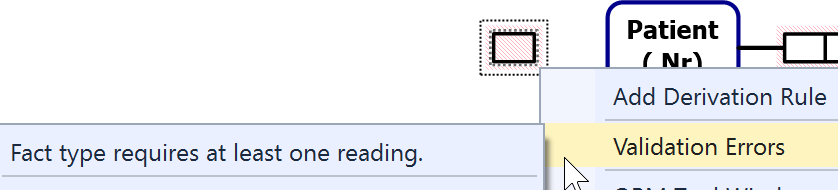 Patient
( Nr)
Add Derivation Rule
Validation Errors
Fact type requires at least one reading.